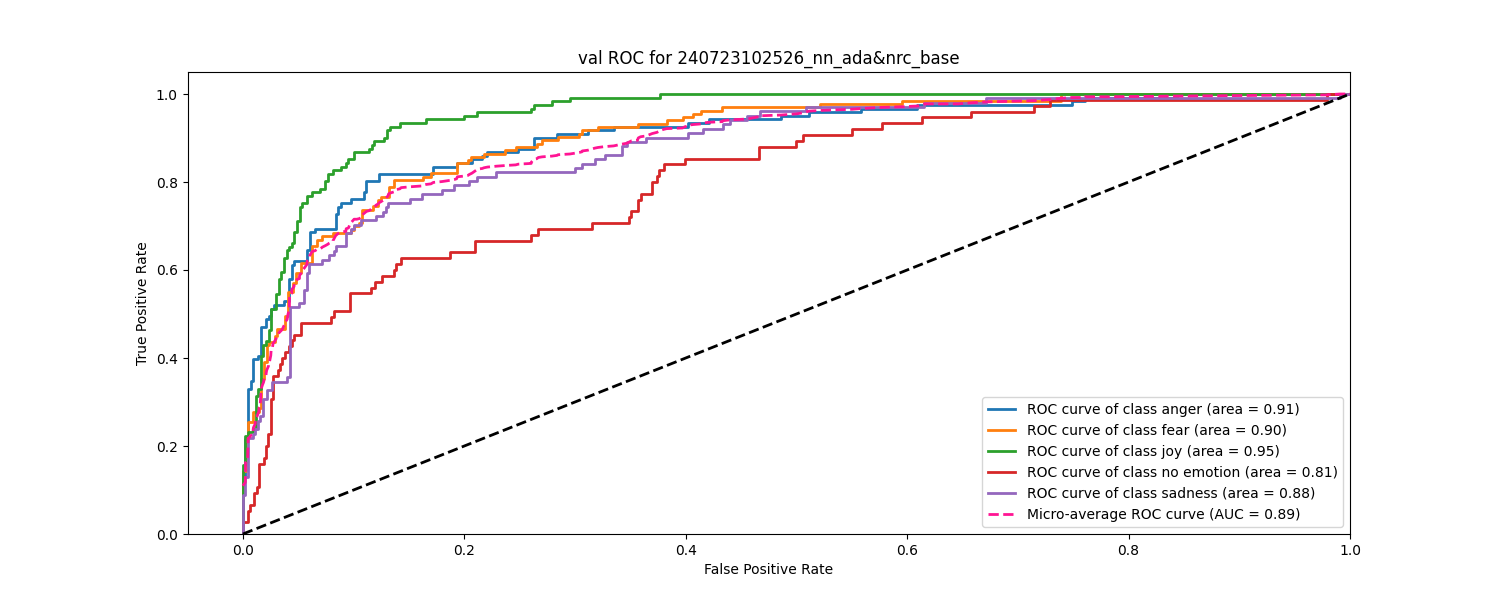 val ROC for 240723102526_nn_ada&nrc_base
True Positive Rate
1.0
0.8
0.6
0.4
0.2
0.0
ROC curve of class anger (area = 0.91)
ROC curve of class fear (area = 0.90)
ROC curve of class joy (area = 0.95)
ROC curve of class no emotion (area = 0.81)
ROC curve of class sadness (area = 0.88)
Micro-average ROC curve (AUC = 0.89)
0.0 0.2 0.4 0.6 0.8 1.0
False Positive Rate